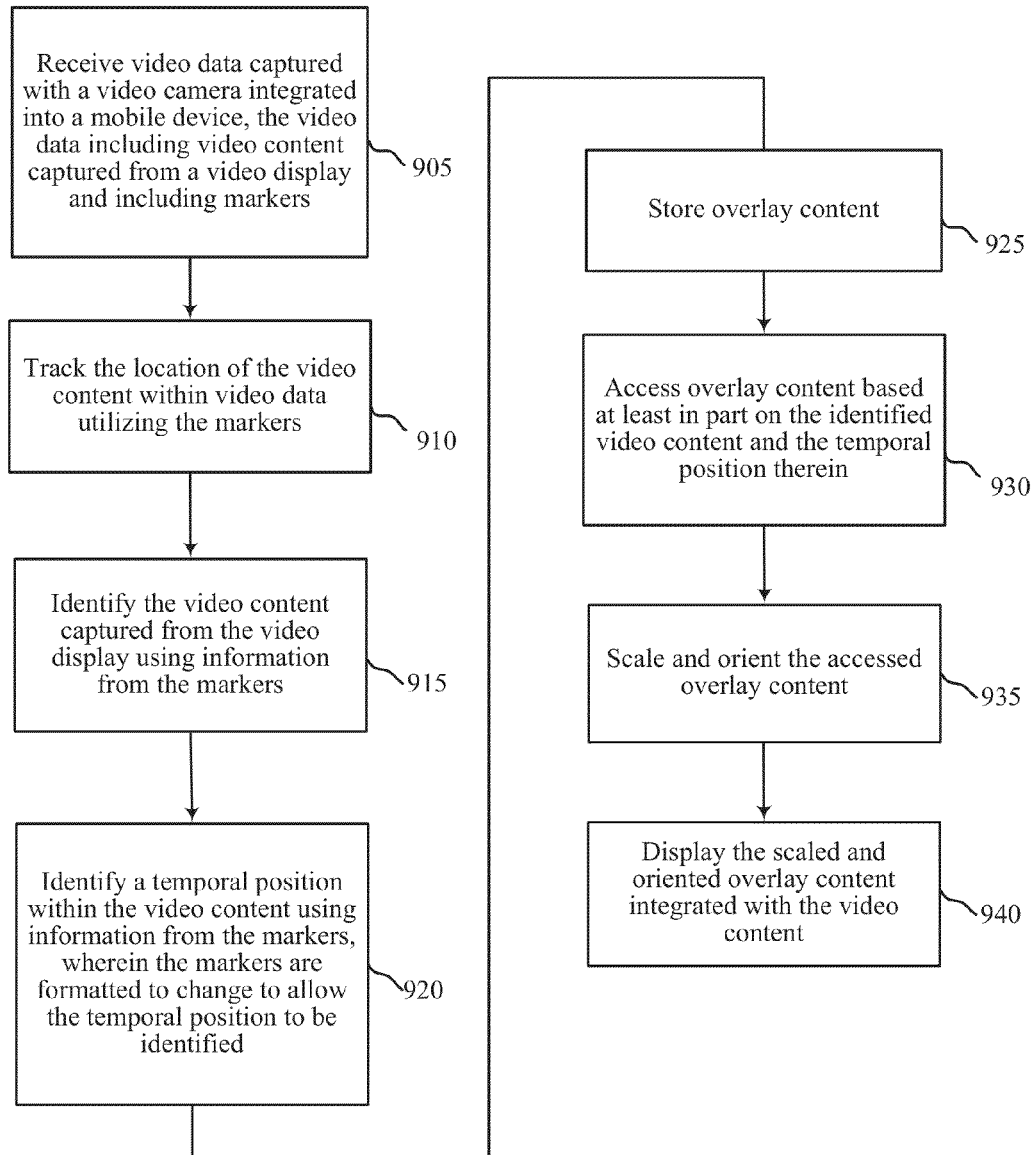 Receive video data captured
with a video camera integrated
into a mobile device, the video
data including video content
captured from a video display
and including markers
905
Track the location of the video
content within video data
utilizing the markers
910
Identify the video content
captured from the video
display using information
from the markers
915
Identify a temporal position
within the video content using
information from the markers,
wherein the markers are
formatted to change to allow
the temporal position to be
identified
920
Store overlay content
925
Access overlay content based
at least in part on the identified
video content and the temporal
position therein
930
Scale and orient the accessed
overlay content
935
Display the scaled and
oriented overlay content
integrated with the video
content
940